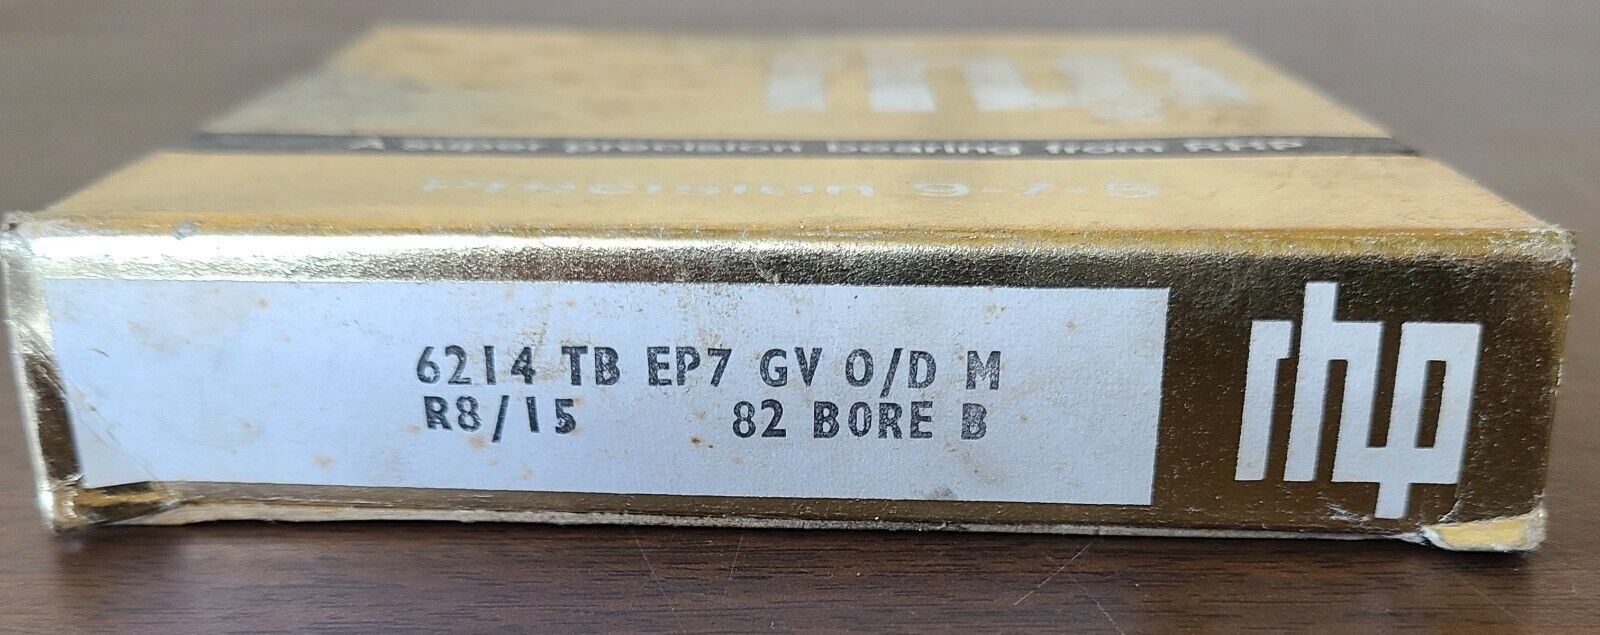 rhp
A super precision bearing from RHP
Precision 9-7-5
6214 TB EP7 GV O/D M
R8/15 82 BORE B
rhp